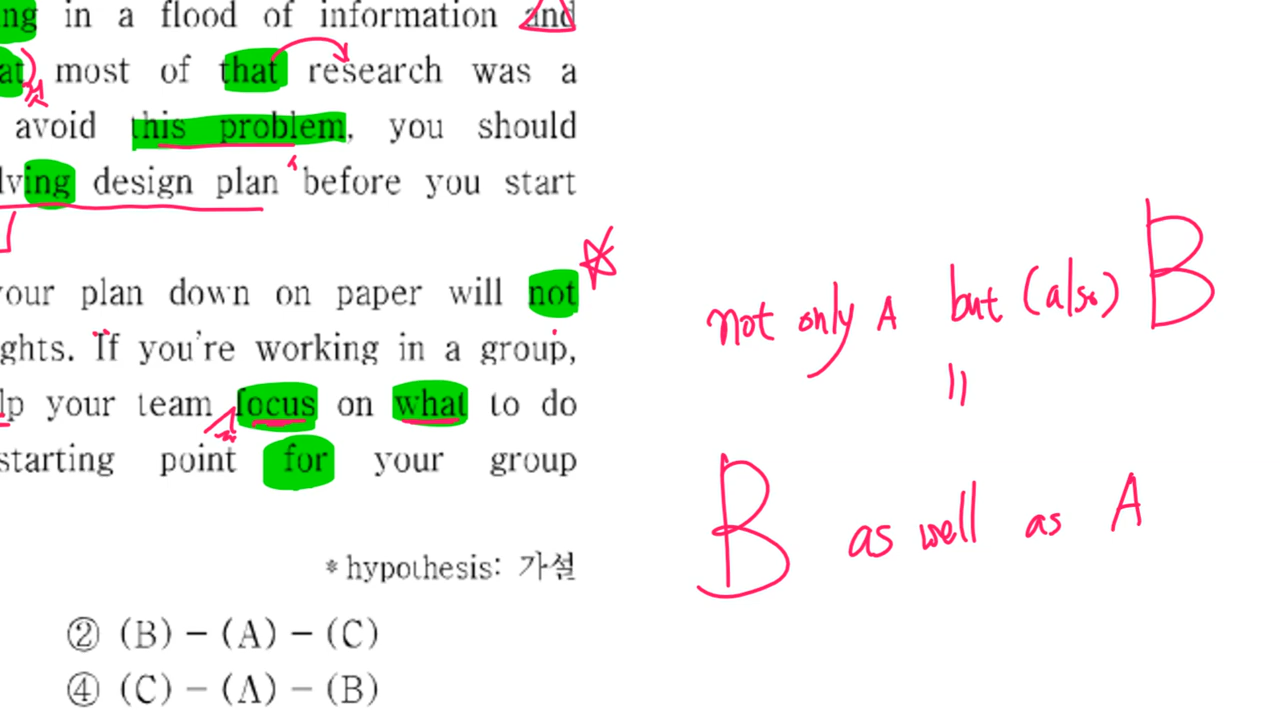 ng in a flood of information and
at) most of that research was a
avoid this problem, you should
lving design plan before you start
your plan down on paper will not
ghts. If you're working in a group,
lp your team focus on what to do
starting point for your group
* hypothesis: 가설
② (B) - (A) - (C)
④ (C) - (A) - (B)
not only A but (also) B
=
B as well as A